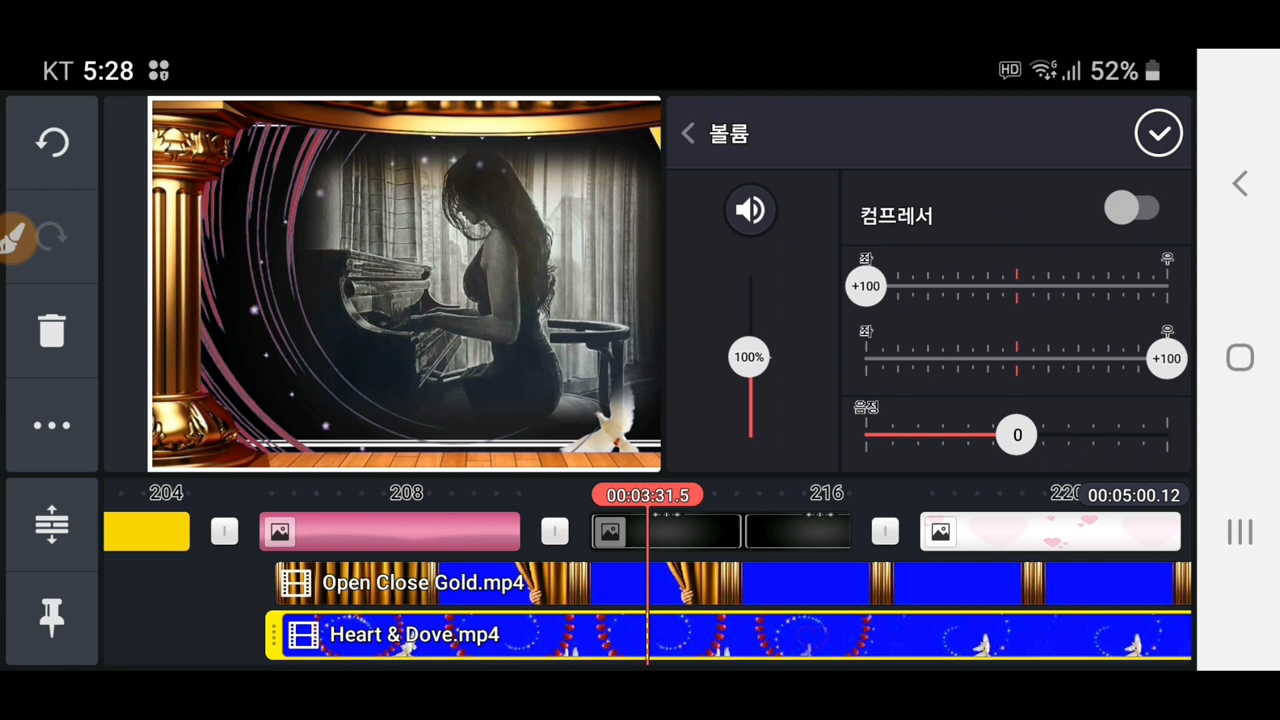 KT 5:28
HD 6 52%
볼륨
컴프레서
좌 우
+100
좌 우
100%
+100
음정
0
204 208 00:03:31.5 216 220 00:05:00.12
Open Close Gold.mp4
Heart & Dove.mp4